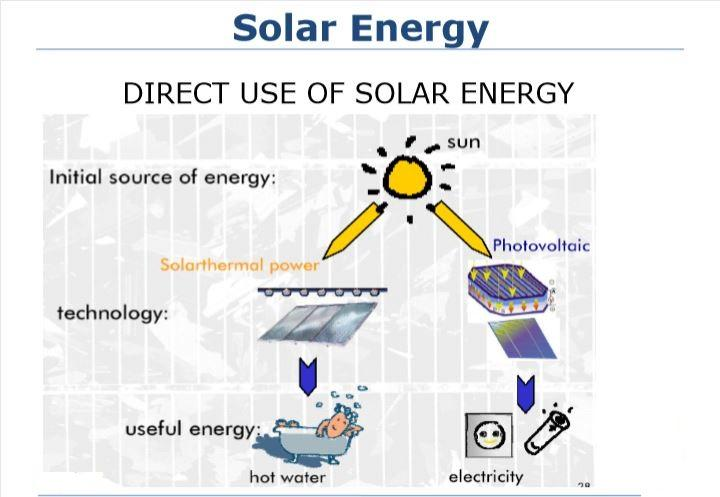 Solar Energy
DIRECT USE OF SOLAR ENERGY
sun
Initial source of energy:
Photovoltaic
Solarthermal power
technology:
useful energy:
hot water
electricity